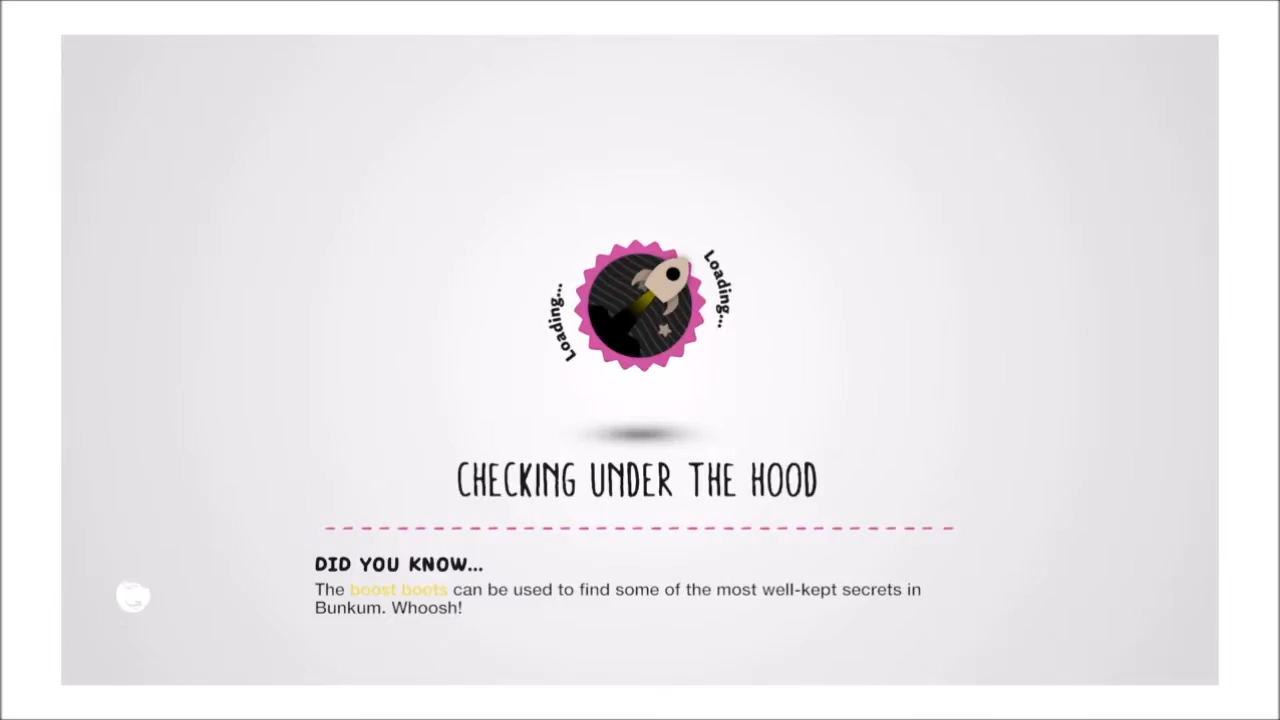 Loading...
Loading...
CHECKING UNDER THE HOOD
DID YOU KNOW...
The boost boots can be used to find some of the most well-kept secrets in
Bunkum. Whoosh!